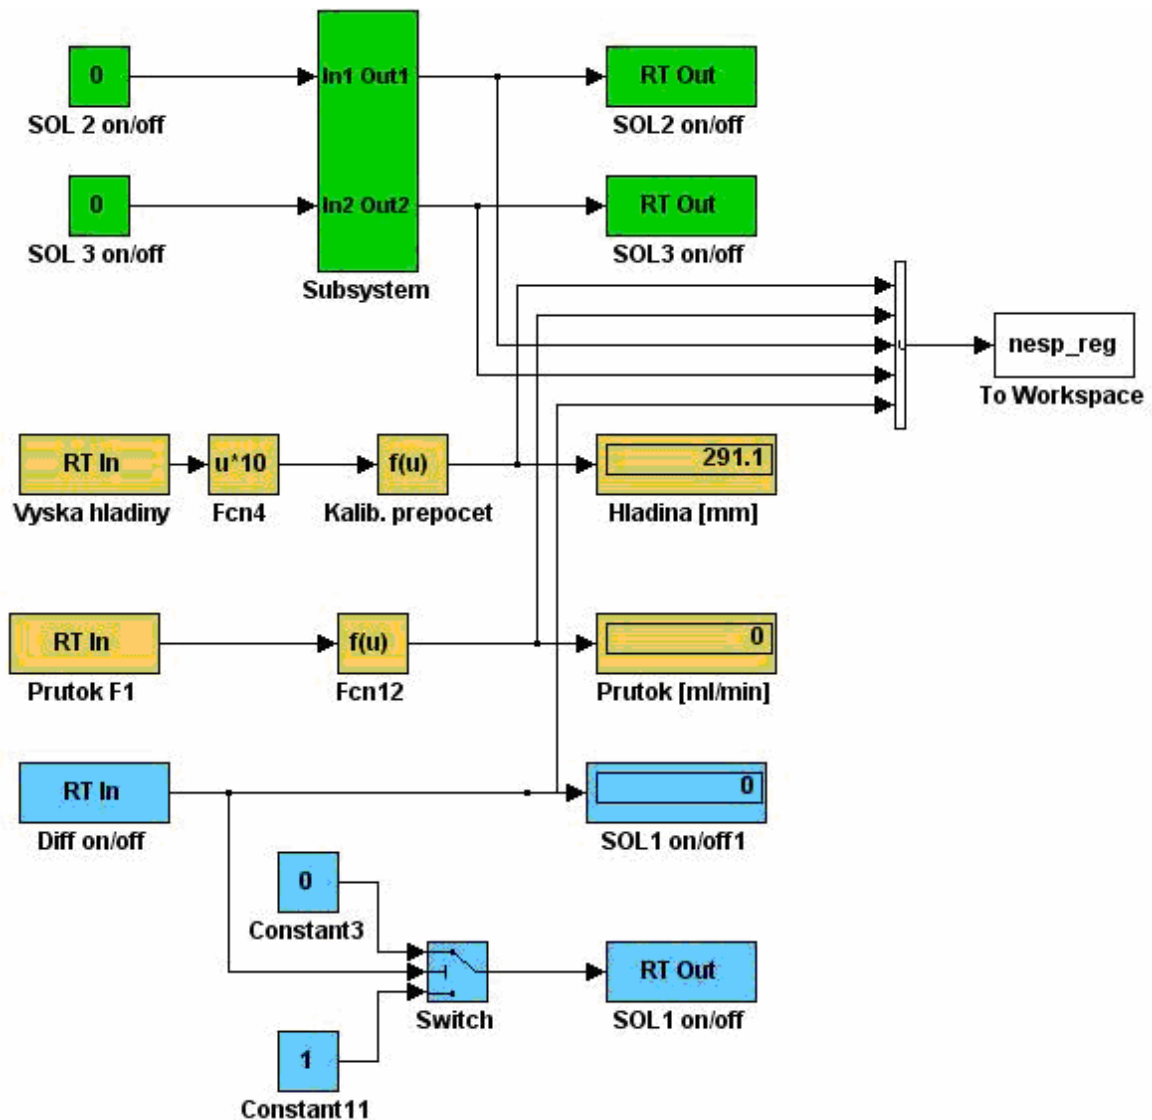 0
In1 Out1
RT Out
SOL 2 on/off
SOL2 on/off
0
In2 Out2
RT Out
SOL 3 on/off
SOL3 on/off
Subsystem
nesp_reg
To Workspace
RT In
u*10
f(u)
291.1
Vyska hladiny
Fcn4
Kalib. prepocet
Hladina [mm]
RT In
f(u)
0
Prutok F1
Fcn12
Prutok [ml/min]
RT In
0
Diff on/off
SOL1 on/off1
0
Constant3
RT Out
Switch
SOL1 on/off
1
Constant11